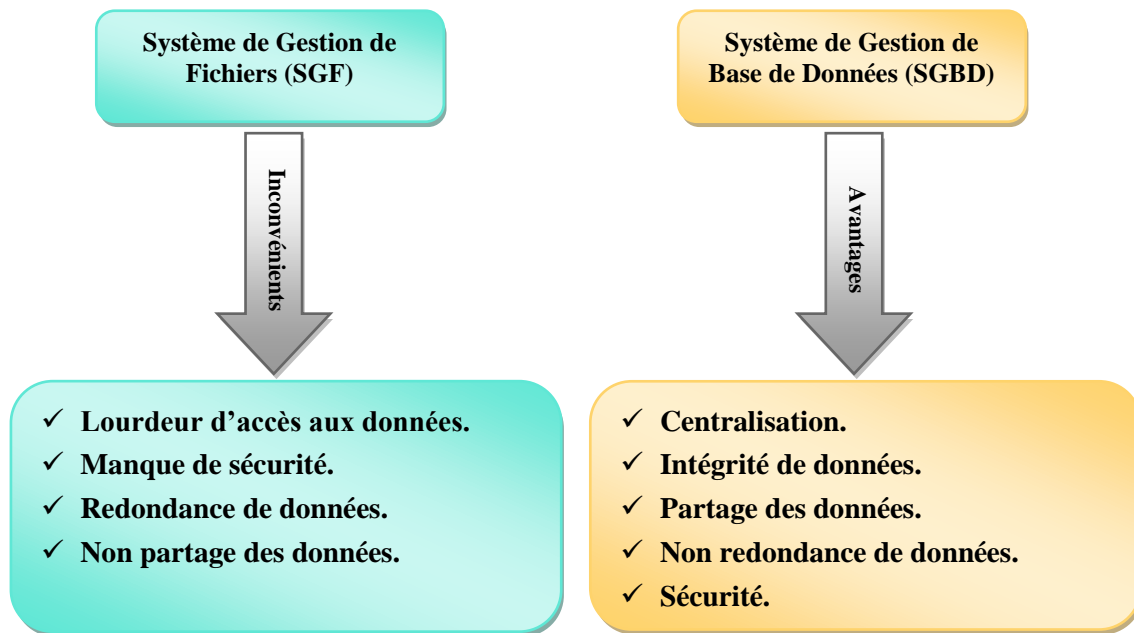 Système de Gestion de
Fichiers (SGF)
Inconvénients
✓ Lourdeur d’accès aux données.
✓ Manque de sécurité.
✓ Redondance de données.
✓ Non partage des données.
Système de Gestion de
Base de Données (SGBD)
Avantages
✓ Centralisation.
✓ Intégrité de données.
✓ Partage des données.
✓ Non redondance de données.
✓ Sécurité.